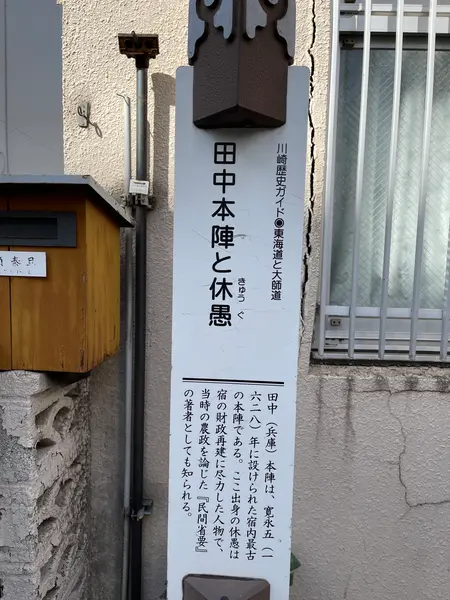 川崎歴史ガイド◉東海道と大師道
田中本陣と休愚
きゅうぐ
田中（兵庫）本陣は、寛永五（一
六二八）年に設けられた宿内最古
の本陣である。ここ出身の休愚は
宿の財政再建に尽力した人物で、
当時の農政を論じた『民間省要』
の著者としても知られる。